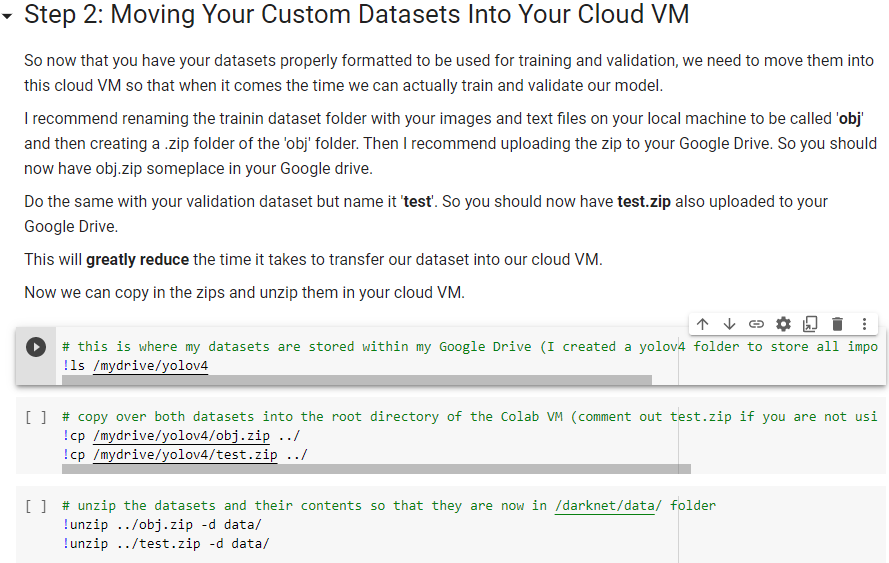 Step 2: Moving Your Custom Datasets Into Your Cloud VM
So now that you have your datasets properly formatted to be used for training and validation, we need to move them into
this cloud VM so that when it comes the time we can actually train and validate our model.
I recommend renaming the trainin dataset folder with your images and text files on your local machine to be called 'obj'
and then creating a .zip folder of the 'obj' folder. Then I recommend uploading the zip to your Google Drive. So you should
now have obj.zip someplace in your Google drive.
Do the same with your validation dataset but name it 'test'. So you should now have test.zip also uploaded to your
Google Drive.
This will greatly reduce the time it takes to transfer our dataset into our cloud VM.
Now we can copy in the zips and unzip them in your cloud VM.
# this is where my datasets are stored within my Google Drive (I created a yolov4 folder to store all impo
!ls /mydrive/yolov4
[ ] # copy over both datasets into the root directory of the Colab VM (comment out test.zip if you are not usi
!cp /mydrive/yolov4/obj.zip ../
!cp /mydrive/yolov4/test.zip ../
[ ] # unzip the datasets and their contents so that they are now in /darknet/data/ folder
!unzip ../obj.zip -d data/
!unzip ../test.zip -d data/